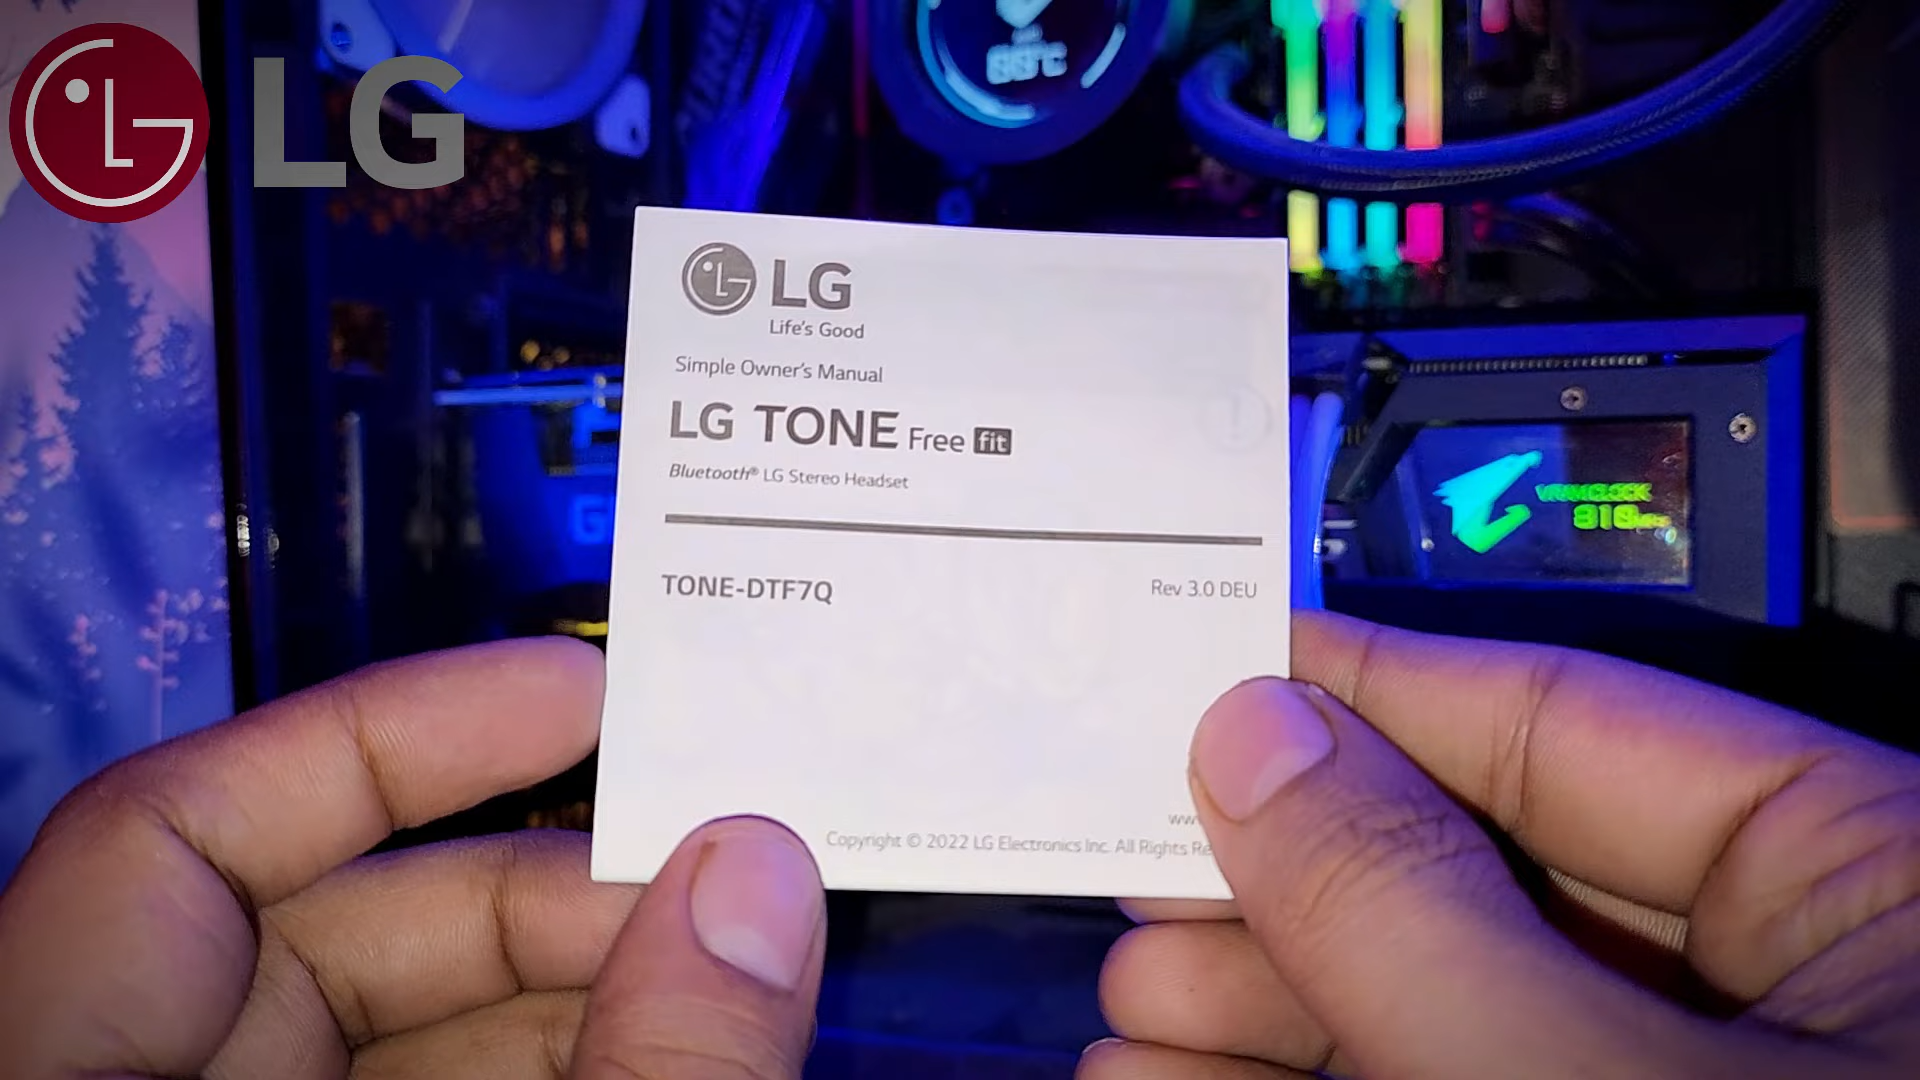 LG
LG
Life's Good
Simple Owner's Manual
LG TONE Free fit
Bluetooth® LG Stereo Headset
TONE-DTF7Q
Rev 3.0 DEU
Copyright © 2022 LG Electronics Inc. All Rights